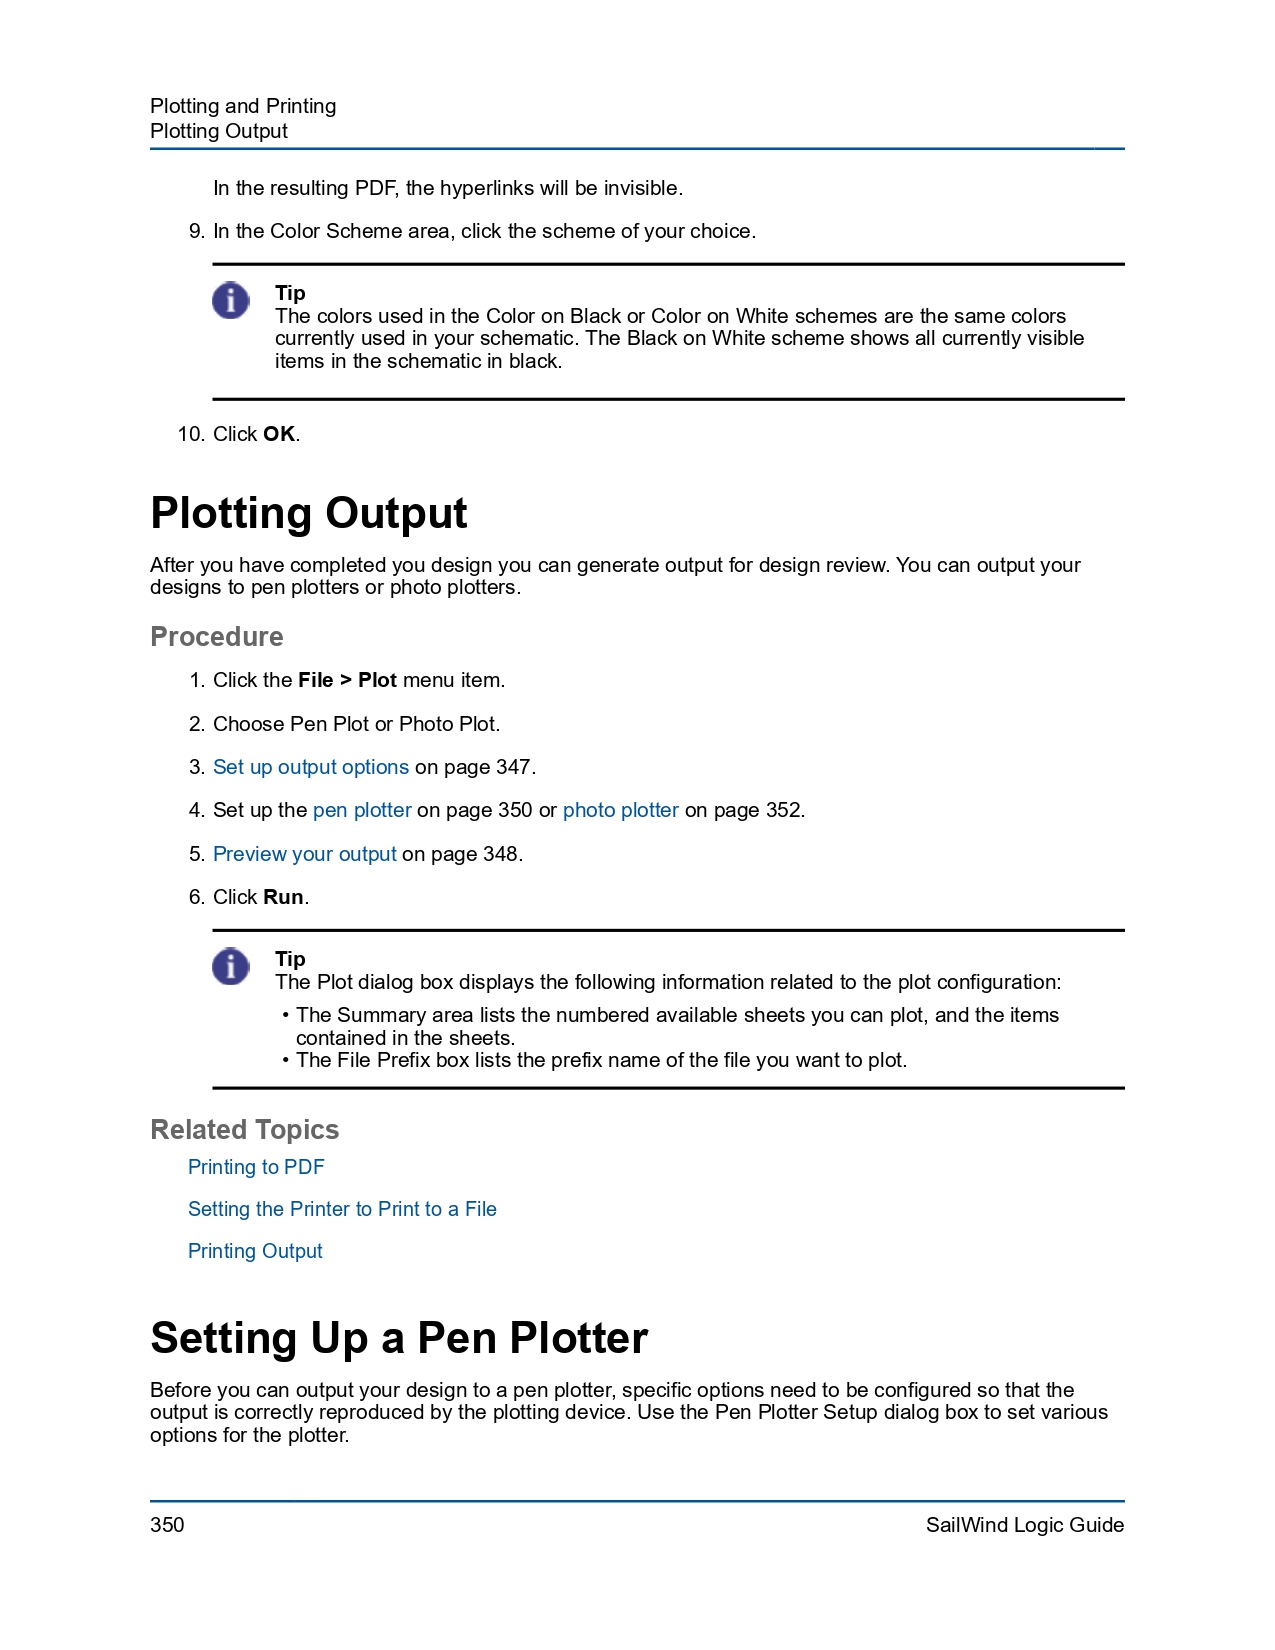 Plotting and Printing
Plotting Output
In the resulting PDF, the hyperlinks will be invisible.
9. In the Color Scheme area, click the scheme of your choice.
Tip
The colors used in the Color on Black or Color on White schemes are the same colors
currently used in your schematic. The Black on White scheme shows all currently visible
items in the schematic in black.
10. Click OK.
Plotting Output
After you have completed you design you can generate output for design review. You can output your
designs to pen plotters or photo plotters.
Procedure
1. Click the File > Plot menu item.
2. Choose Pen Plot or Photo Plot.
3. Set up output options on page 347.
4. Set up the pen plotter on page 350 or photo plotter on page 352.
5. Preview your output on page 348.
6. Click Run.
Tip
The Plot dialog box displays the following information related to the plot configuration:
• The Summary area lists the numbered available sheets you can plot, and the items
contained in the sheets.
• The File Prefix box lists the prefix name of the file you want to plot.
Related Topics
Printing to PDF
Setting the Printer to Print to a File
Printing Output
Setting Up a Pen Plotter
Before you can output your design to a pen plotter, specific options need to be configured so that the
output is correctly reproduced by the plotting device. Use the Pen Plotter Setup dialog box to set various
options for the plotter.
350 SailWind Logic Guide